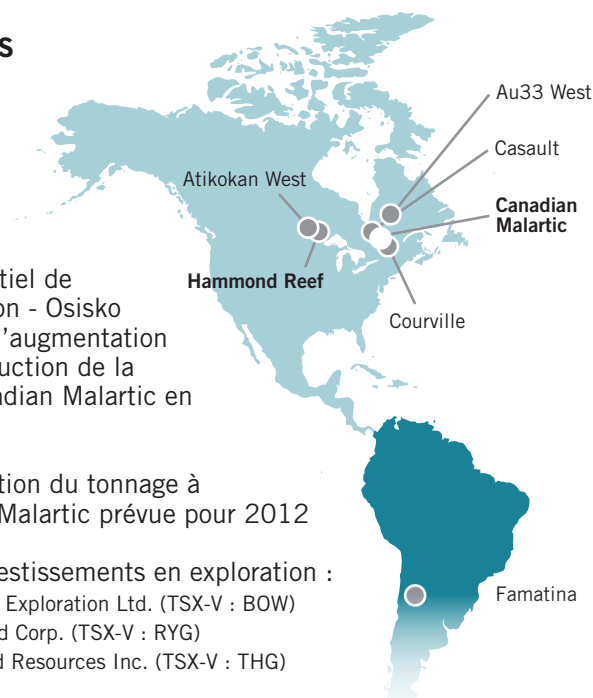 s
Au33 West
Casault
Atikokan West
Canadian
Malartic
Hammond Reef
Courville
tiel de
on - Osisko
l'augmentation
uction de la
adian Malartic en
tion du tonnage à
Malartic prévue pour 2012
estissements en exploration :
Exploration Ltd. (TSX-V : BOW)
d Corp. (TSX-V : RYG)
d Resources Inc. (TSX-V : THG)
Famatina